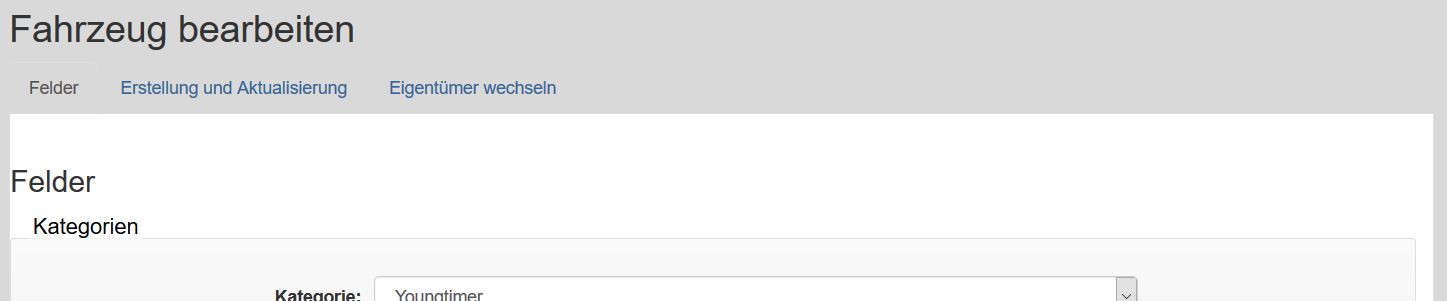 Fahrzeug bearbeiten
Felder Erstellung und Aktualisierung Eigentümer wechseln
Felder
Kategorien
Kategorie: Youngtimer